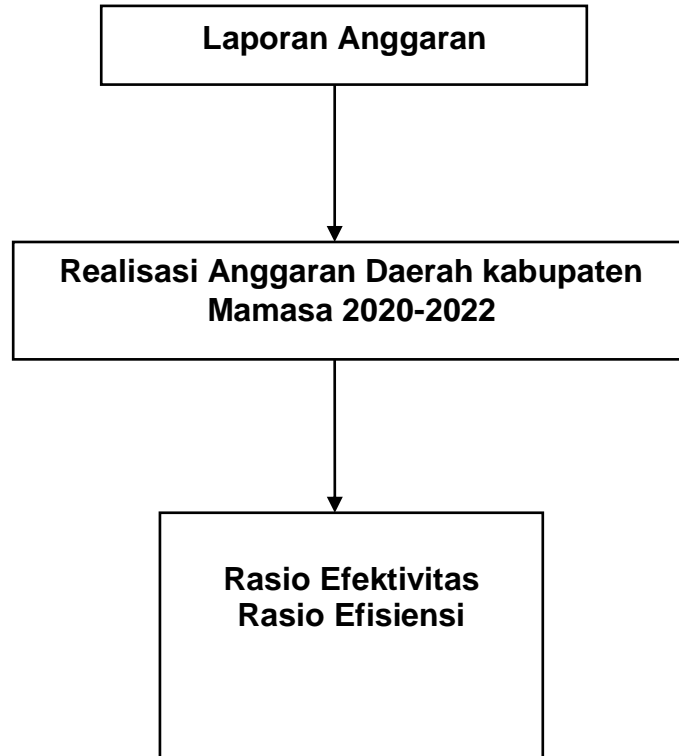 Laporan Anggaran
Realisasi Anggaran Daerah kabupaten
Mamasa 2020-2022
Rasio Efektivitas
Rasio Efisiensi